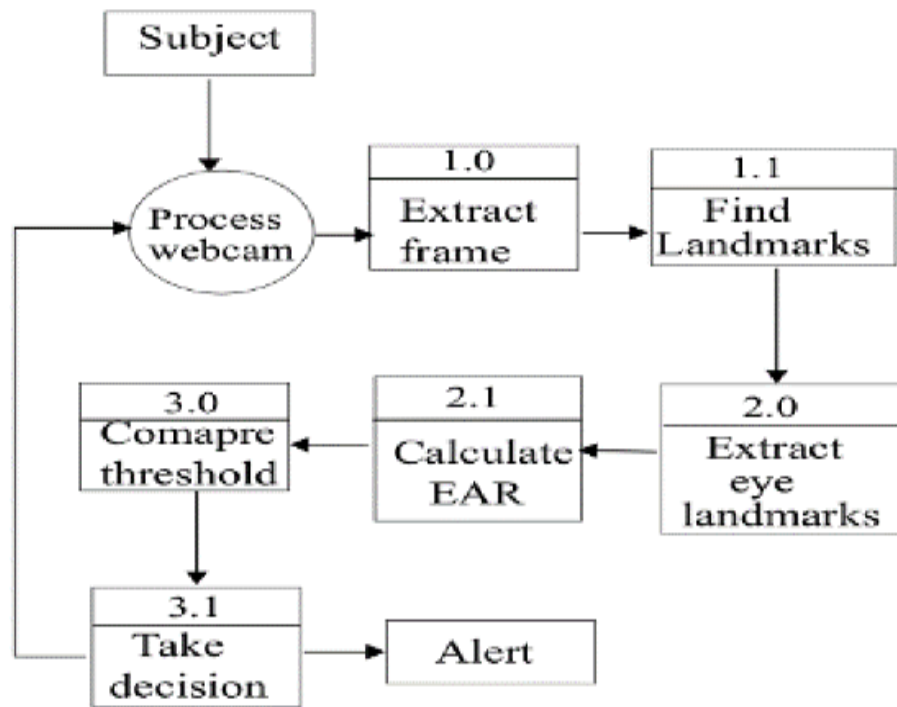 Subject
Process
webcam
1.0
Extract
frame
1.1
Find
Landmarks
2.0
Extract
eye
landmarks
2.1
Calculate
EAR
3.0
Comapre
threshold
3.1
Take
decision
Alert